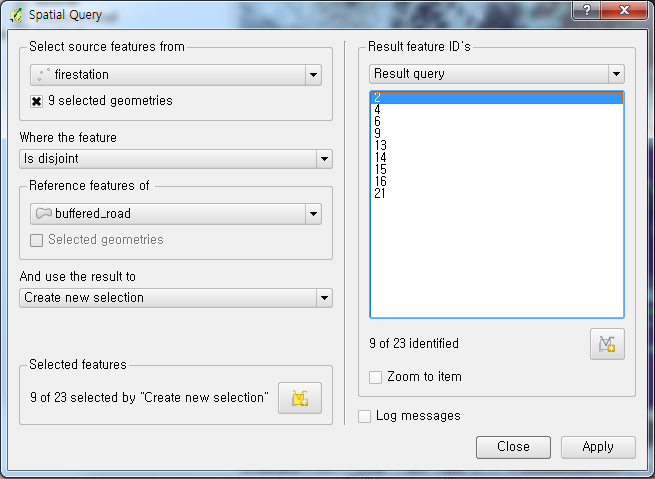 Spatial Query
Select source features from
firestation
9 selected geometries
Where the feature
Is disjoint
Reference features of
buffered_road
Selected geometries
And use the result to
Create new selection
Selected features
9 of 23 selected by "Create new selection"
Result feature ID's
Result query
2
4
6
9
13
14
15
16
21
9 of 23 identified
Zoom to item
Log messages
Close
Apply